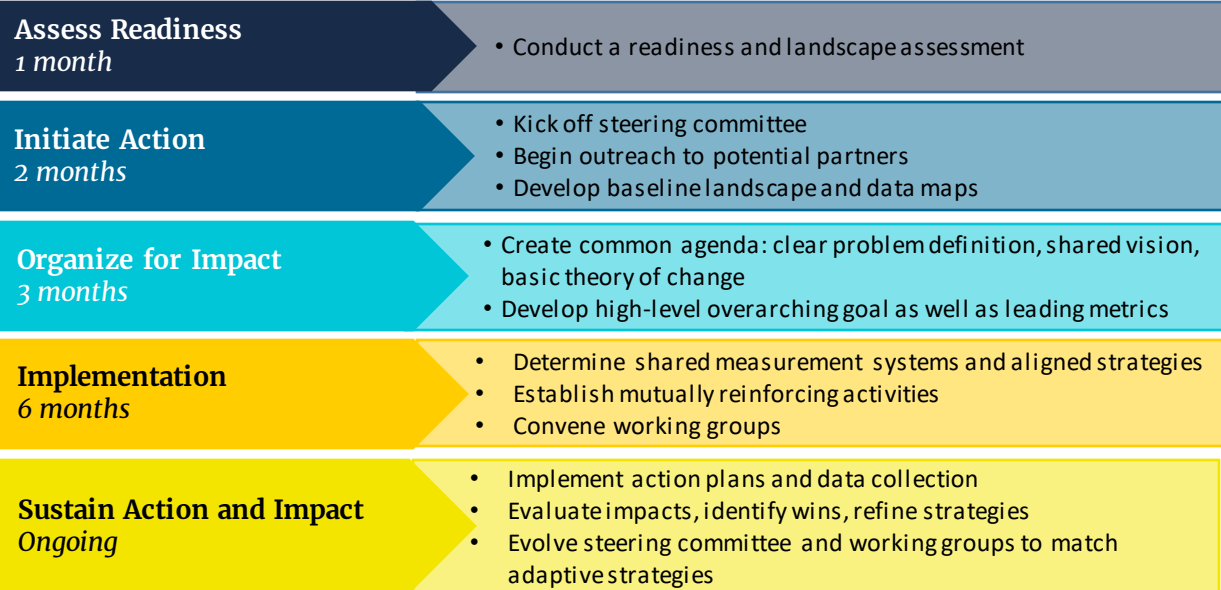 Assess Readiness
1 month
• Conduct a readiness and landscape assessment
Initiate Action
2 months
• Kick off steering committee
• Begin outreach to potential partners
• Develop baseline landscape and data maps
Organize for Impact
3 months
• Create common agenda: clear problem definition, shared vision,
basic theory of change
• Develop high-level overarching goal as well as leading metrics
Implementation
6 months
• Determine shared measurement systems and aligned strategies
• Establish mutually reinforcing activities
• Convene working groups
Sustain Action and Impact
Ongoing
• Implement action plans and data collection
• Evaluate impacts, identify wins, refine strategies
• Evolve steering committee and working groups to match
adaptive strategies